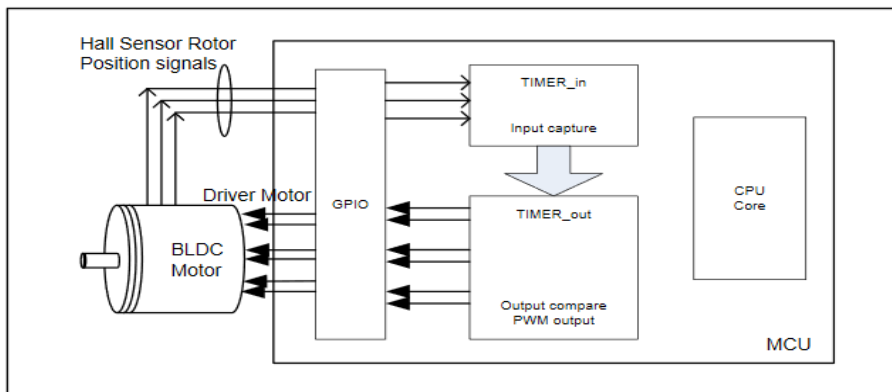 Hall Sensor Rotor
Position signals
TIMER_in
Input capture
Driver Motor
GPIO
CPU
Core
TIMER_out
BLDC
Motor
Output compare
PWM output
MCU